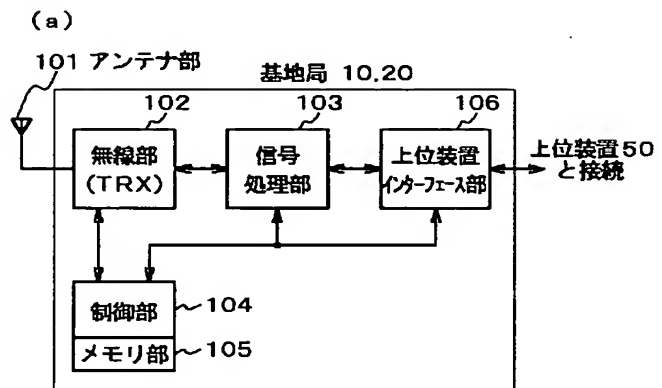 (a)
101 アンテナ部
基地局 10,20
102
103
106
無線部
(TRX)
信号
処理部
上位装置
インターフェース部
上位装置50
と接続
制御部
104
メモリ部
105